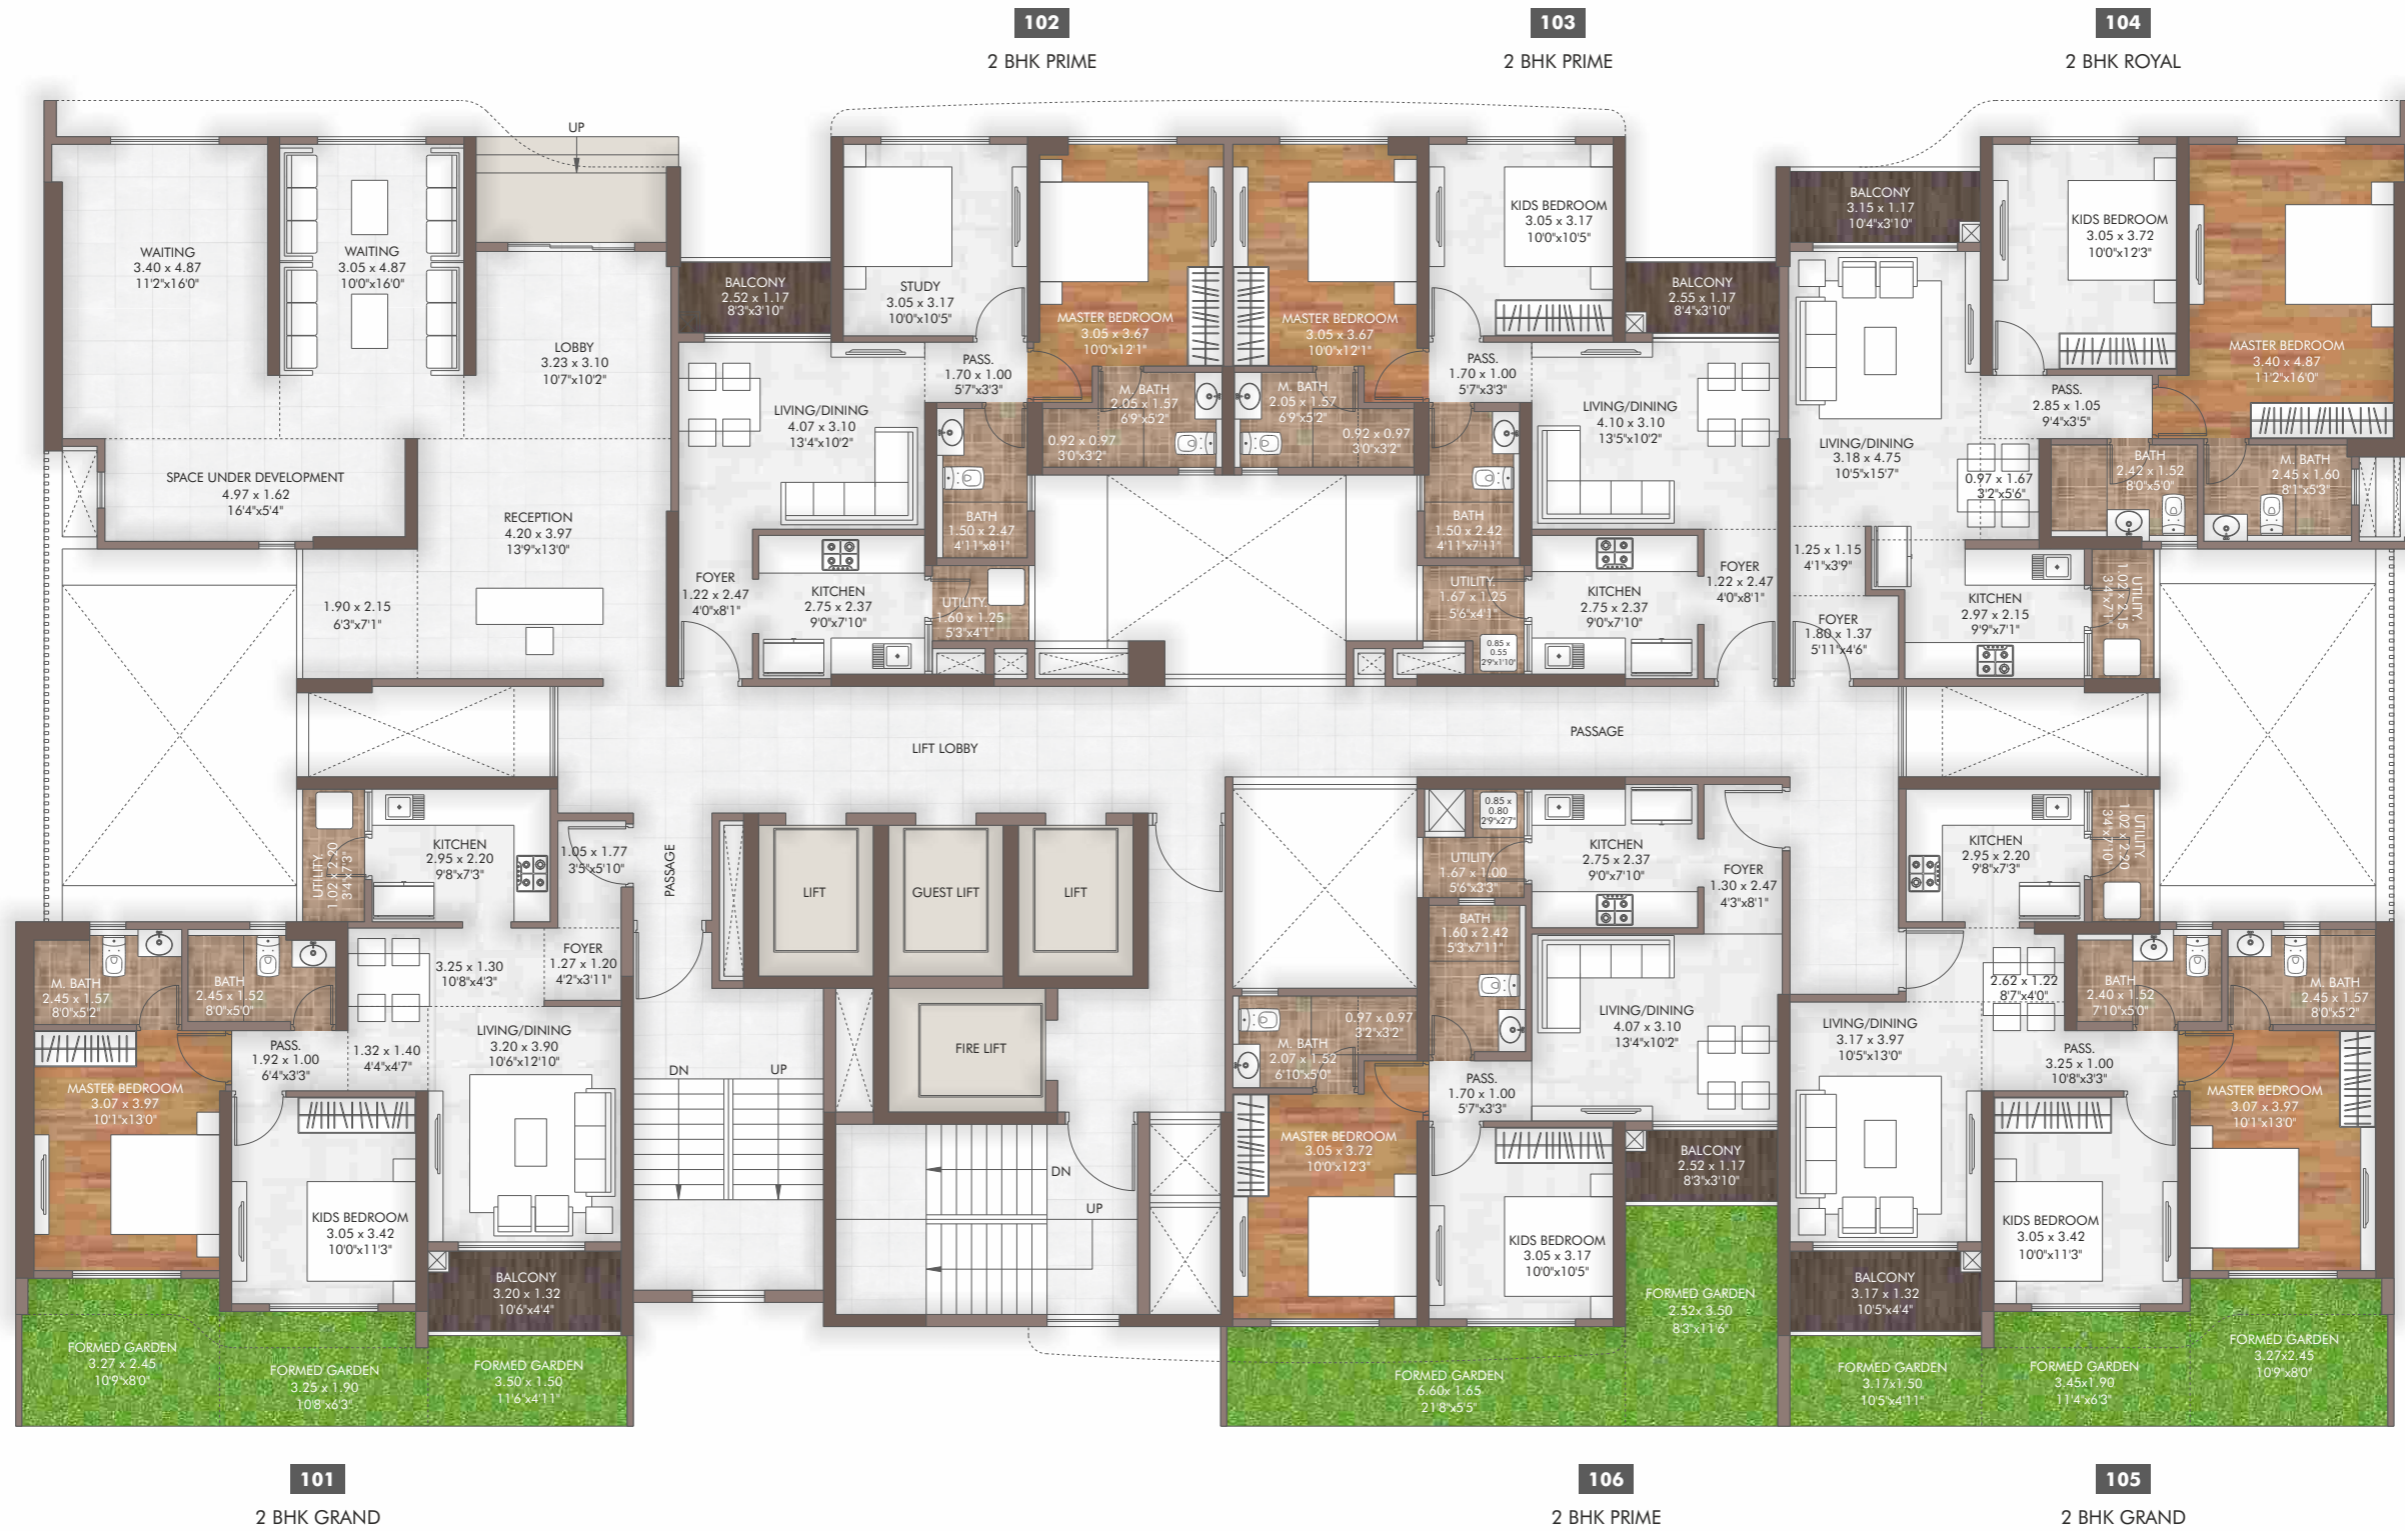 102
2 BHK PRIME
103
2 BHK PRIME
104
2 BHK ROYAL
UP
WAITING
3.40 x 4.87
11'2"x16'0"
WAITING
3.05 x 4.87
10'0"x16'0"
LOBBY
3.23 x 3.10
10'7"x10'2"
SPACE UNDER DEVELOPMENT
4.97 x 1.62
16'4"x5'4"
RECEPTION
4.20 x 3.97
13'9"x13'0"
1.90 x 2.15
6'3"x7'1"
BALCONY
2.52 x 1.17
8'3"x3'10"
STUDY
3.05 x 3.17
10'0"x10'5"
MASTER BEDROOM
3.05 x 3.67
10'0"x12'1"
PASS.
1.70 x 1.00
5'7"x3'3"
LIVING/DINING
4.07 x 3.10
13'4"x10'2"
M. BATH
2.05 x 1.57
6'9"x5'2"
0.92 x 0.97
3'0"x3'2"
BATH
1.50 x 2.47
4'11"x8'1"
FOYER
1.22 x 2.47
4'0"x8'1"
KITCHEN
2.75 x 2.37
9'0"x7'10"
UTILITY.
1.60 x 1.25
5'3"x4'1"
MASTER BEDROOM
3.05 x 3.67
10'0"x12'1"
KIDS BEDROOM
3.05 x 3.17
10'0"x10'5"
BALCONY
2.55 x 1.17
8'4"x3'10"
M. BATH
2.05 x 1.57
6'9"x5'2"
0.92 x 0.97
3'0"x3'2"
PASS.
1.70 x 1.00
5'7"x3'3"
LIVING/DINING
4.10 x 3.10
13'5"x10'2"
BATH
1.50 x 2.42
4'11"x7'11"
UTILITY.
1.67 x 1.25
5'6"x4'1"
0.85 x
0.55
2'9"x1'10"
KITCHEN
2.75 x 2.37
9'0"x7'10"
FOYER
1.22 x 2.47
4'0"x8'1"
BALCONY
3.15 x 1.17
10'4"x3'10"
KIDS BEDROOM
3.05 x 3.72
10'0"x12'3"
MASTER BEDROOM
3.40 x 4.87
11'2"x16'0"
PASS.
2.85 x 1.05
9'4"x3'5"
LIVING/DINING
3.18 x 4.75
10'5"x15'7"
0.97 x 1.67
3'2"x5'6"
BATH
2.42 x 1.52
8'0"x5'0"
M. BATH
2.45 x 1.60
8'1"x5'3"
1.25 x 1.15
4'1"x3'9"
FOYER
1.80 x 1.37
5'11"x4'6"
KITCHEN
2.97 x 2.15
9'9"x7'1"
UTILITY.
1.02 x 2.15
3'4"x7'1"
LIFT LOBBY
PASSAGE
UTILITY.
1.02 x 2.20
3'4"x7'3"
KITCHEN
2.95 x 2.20
9'8"x7'3"
1.05 x 1.77
3'5"x5'10"
PASSAGE
LIFT
GUEST LIFT
LIFT
FIRE LIFT
M. BATH
2.45 x 1.57
8'0"x5'2"
BATH
2.45 x 1.52
8'0"x5'0"
3.25 x 1.30
10'8"x4'3"
FOYER
1.27 x 1.20
4'2"x3'11"
PASS.
1.92 x 1.00
6'4"x3'3"
1.32 x 1.40
4'4"x4'7"
LIVING/DINING
3.20 x 3.90
10'6"x12'10"
MASTER BEDROOM
3.07 x 3.97
10'1"x13'0"
KIDS BEDROOM
3.05 x 3.42
10'0"x11'3"
BALCONY
3.20 x 1.32
10'6"x4'4"
FORMED GARDEN
3.27 x 2.45
10'9"x8'0"
FORMED GARDEN
3.25 x 1.90
10'8"x6'3"
FORMED GARDEN
3.50 x 1.50
11'6"x4'11"
DN
UP
DN
UP
0.85 x
0.80
2'9"x2'7"
UTILITY.
1.67 x 1.00
5'6"x3'3"
KITCHEN
2.75 x 2.37
9'0"x7'10"
FOYER
1.30 x 2.47
4'3"x8'1"
BATH
1.60 x 2.42
5'3"x7'11"
0.97 x 0.97
3'2"x3'2"
M. BATH
2.07 x 1.52
6'10"x5'0"
LIVING/DINING
4.07 x 3.10
13'4"x10'2"
PASS.
1.70 x 1.00
5'7"x3'3"
MASTER BEDROOM
3.05 x 3.72
10'0"x12'3"
KIDS BEDROOM
3.05 x 3.17
10'0"x10'5"
BALCONY
2.52 x 1.17
8'3"x3'10"
FORMED GARDEN
2.52x 3.50
8'3"x11'6"
FORMED GARDEN
6.60x 1.65
21'8"x5'5"
KITCHEN
2.95 x 2.20
9'8"x7'3"
UTILITY.
1.02 x 2.20
3'4"x7'10"
2.62 x 1.22
8'7"x4'0"
BATH
2.40 x 1.52
7'10"x5'0"
M. BATH
2.45 x 1.57
8'0"x5'2"
LIVING/DINING
3.17 x 3.97
10'5"x13'0"
PASS.
3.25 x 1.00
10'8"x3'3"
MASTER BEDROOM
3.07 x 3.97
10'1"x13'0"
KIDS BEDROOM
3.05 x 3.42
10'0"x11'3"
BALCONY
3.17 x 1.32
10'5"x4'4"
FORMED GARDEN
3.17x1.50
10'5"x4'11"
FORMED GARDEN
3.45x1.90
11'4"x6'3"
FORMED GARDEN
3.27x2.45
10'9"x8'0"
101
2 BHK GRAND
106
2 BHK PRIME
105
2 BHK GRAND